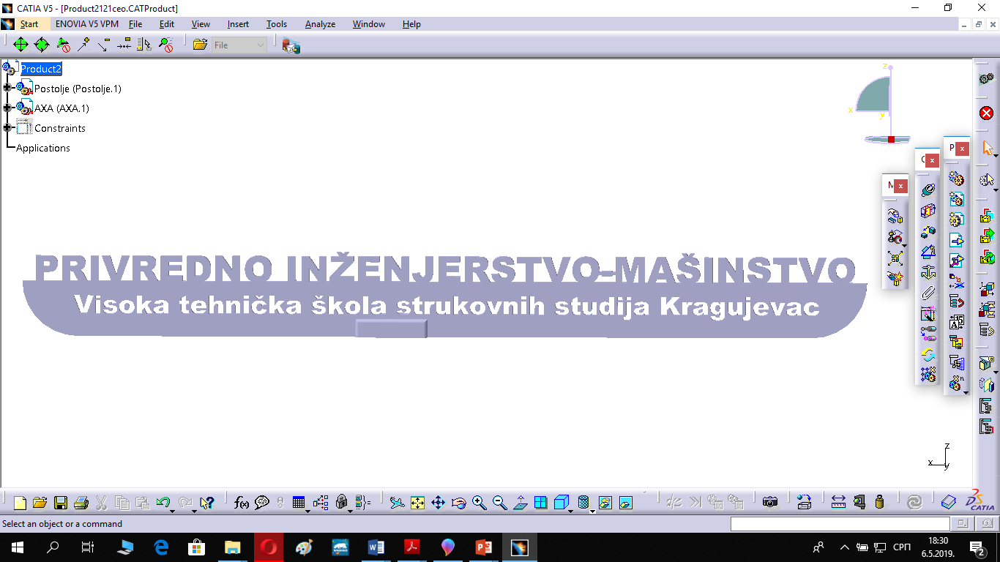 CATIA V5 - [Product2121ceo.CATProduct]
Start ENOVIA V5 VPM File Edit View Insert Tools Analyze Window Help
File
Product2
Postolje (Postolje.1)
AXA (AXA.1)
Constraints
Applications
z
x
y
P x
x
M x
PRIVREDNO INŽENJERSTVO-MAŠINSTVO
Visoka tehnička škola strukovnih studija Kragujevac
z
x
y
f(x)
CATIA
Select an object or a command
СРП
18:30
6.5.2019.
2